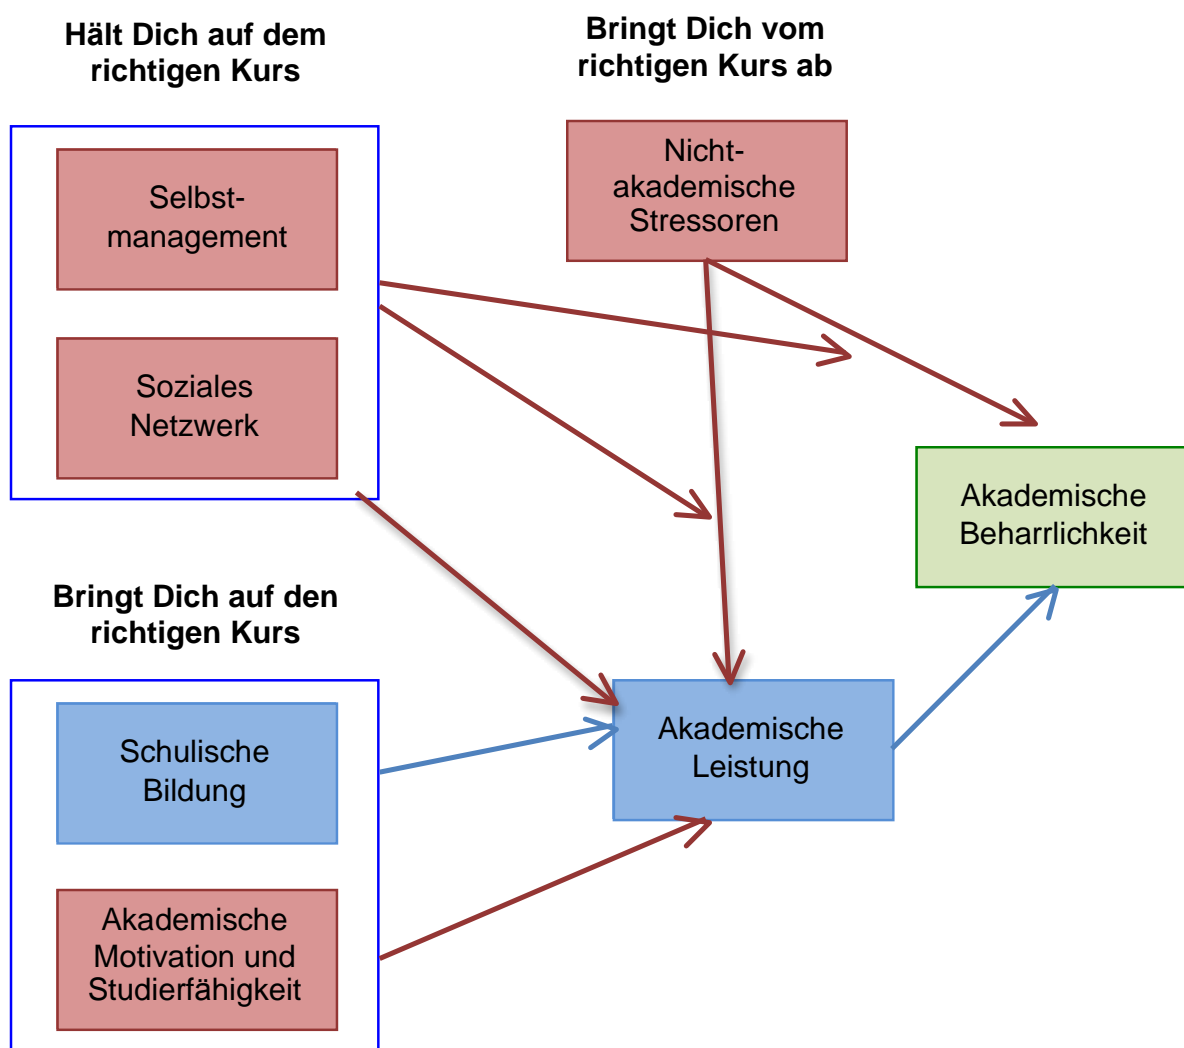 Hält Dich auf dem
richtigen Kurs
Bringt Dich vom
richtigen Kurs ab
Selbst-
management
Nicht-
akademische
Stressoren
Soziales
Netzwerk
Akademische
Beharrlichkeit
Bringt Dich auf den
richtigen Kurs
Schulische
Bildung
Akademische
Leistung
Akademische
Motivation und
Studierfähigkeit